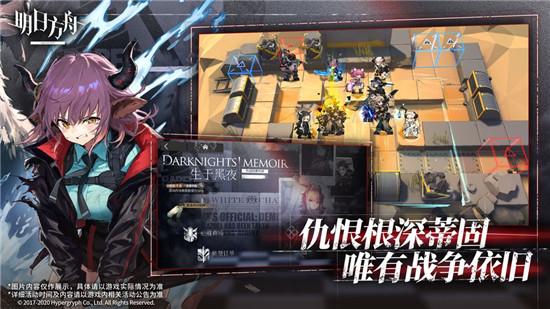 明日方舟
DARKNIGHTS' MEMOIR
生于黑夜
仇恨根深蒂固
唯有战争依旧
*图片内容仅作展示，具体请以游戏实际情况为准
*详细活动时间及内容请以游戏内相关活动公告为准
© 2017-2020 Hypergryph Co., Ltd. All Rights Reserved.